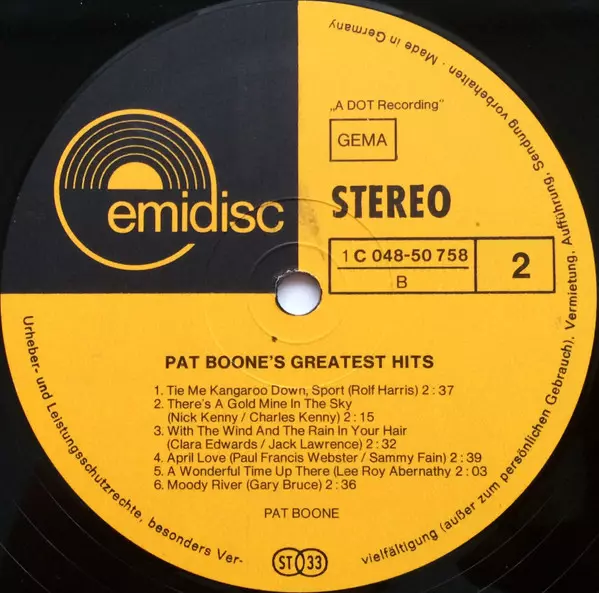 „A DOT Recording"
GEMA
emidisc
STEREO
1 C 048-50 758
B
2
PAT BOONE'S GREATEST HITS
1. Tie Me Kangaroo Down, Sport (Rolf Harris) 2 : 37
2. There's A Gold Mine In The Sky
(Nick Kenny / Charles Kenny) 2 : 15
3. With The Wind And The Rain In Your Hair
(Clara Edwards / Jack Lawrence) 2 : 32
4. April Love (Paul Francis Webster / Sammy Fain) 2 : 39
5. A Wonderful Time Up There (Lee Roy Abernathy 2 : 03
6. Moody River (Gary Bruce) 2 : 36
PAT BOONE
ST 33
Urheber- und Leistungsschutzrechte, besonders Ver-
vielfältigung (außer zum persönlichen Gebrauch), Vermietung, Aufführung, Sendung vorbehalten · Made in Germany